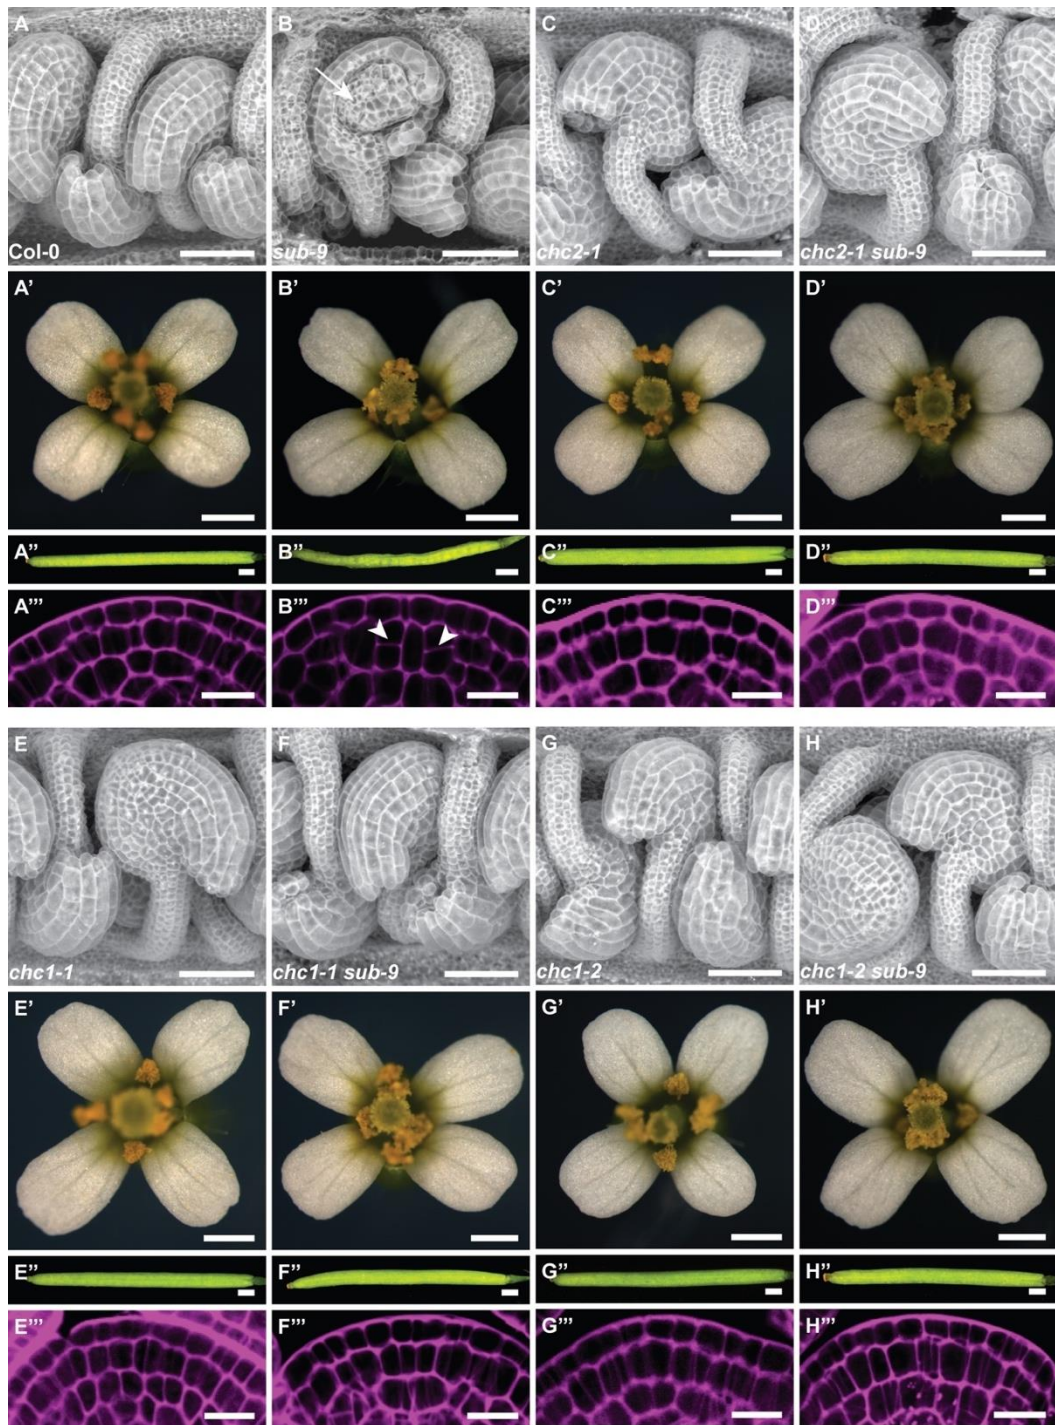 A B C D
Col-0 sub-9 chc2-1 chc2-1 sub-9
A' B' C' D'
A'' B'' C'' D''
A''' B''' C''' D'''
E F G H
chc1-1 chc1-1 sub-9 chc1-2 chc1-2 sub-9
E' F' G' H'
E'' F'' G'' H''
E''' F''' G''' H'''